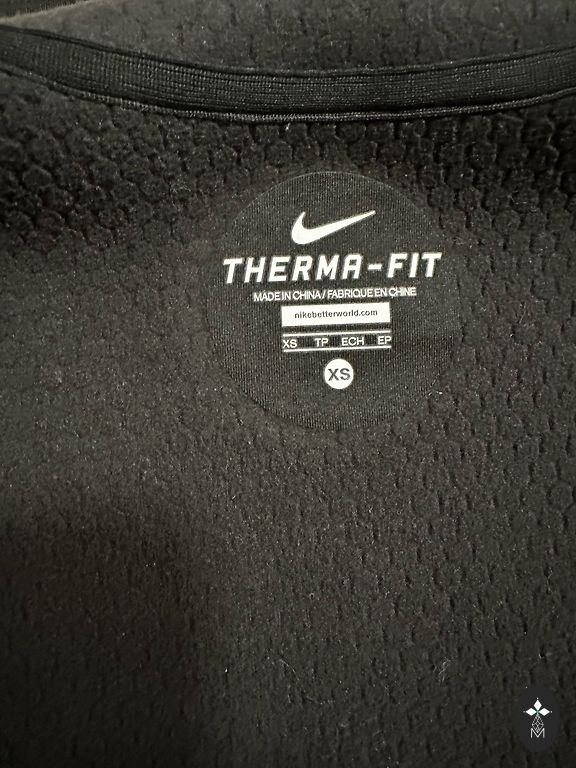 THERMA-FIT
MADE IN CHINA / FABRIQUE EN CHINE
nikebetterworld.com
XS TP ECH EP
XS
M